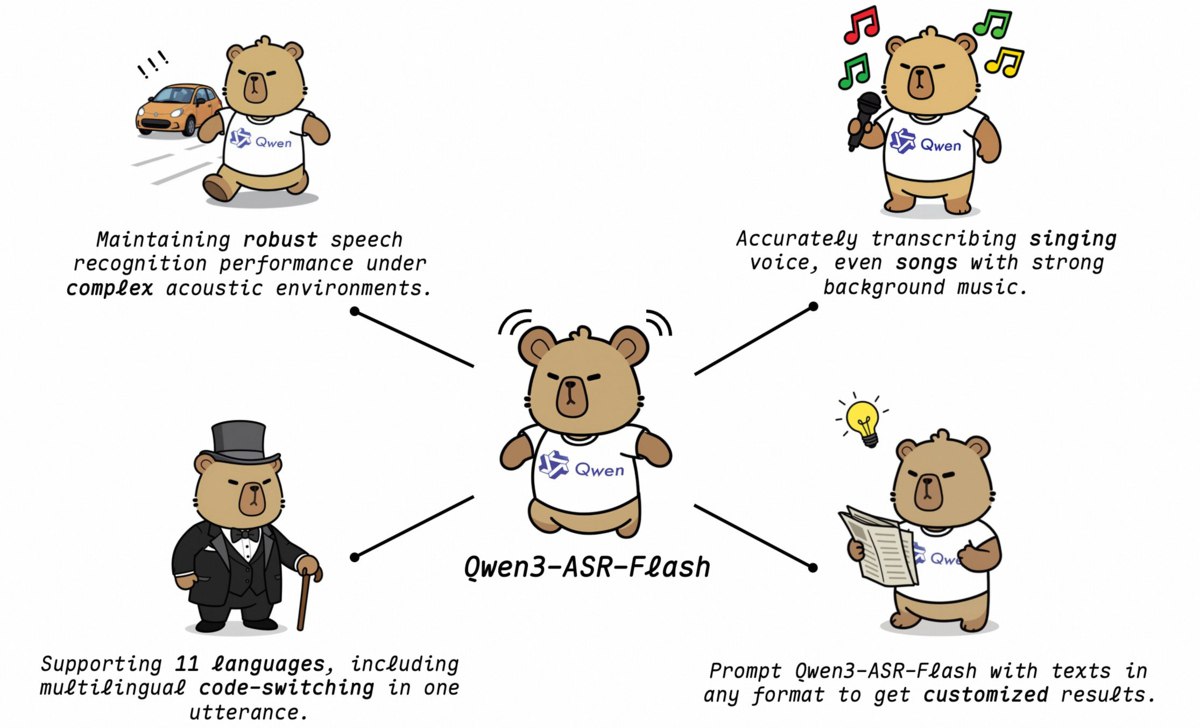 !!!
Qwen
Maintaining robust speech
recognition performance under
complex acoustic environments.
Qwen
Accurately transcribing singing
voice, even songs with strong
background music.
Qwen
Qwen3-ASR-Flash
Supporting 11 languages, including
multilingual code-switching in one
utterance.
Qwe
Prompt Qwen3-ASR-Flash with texts in
any format to get customized results.